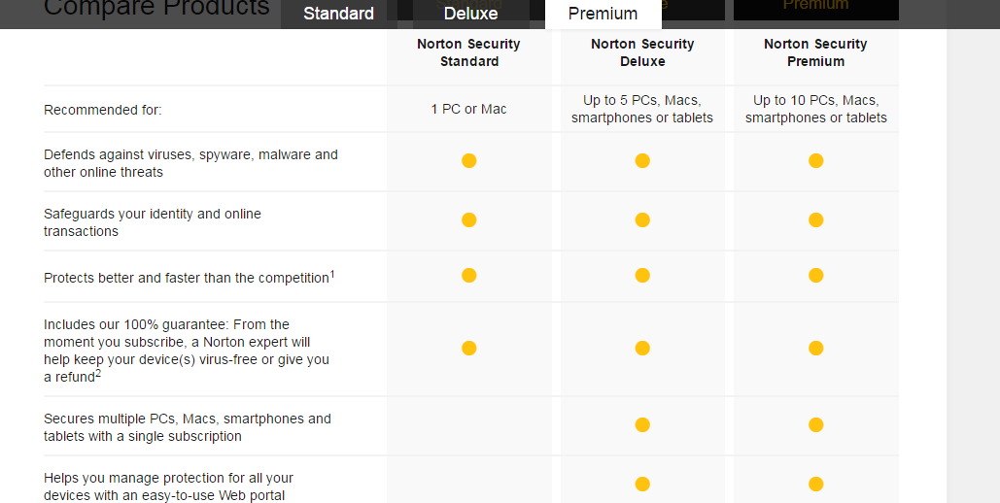 Compare Products
Standard
Deluxe
Premium
Premium
Norton Security
Standard
Norton Security
Deluxe
Norton Security
Premium
Recommended for:
1 PC or Mac
Up to 5 PCs, Macs,
smartphones or tablets
Up to 10 PCs, Macs,
smartphones or tablets
Defends against viruses, spyware, malware and
other online threats
Safeguards your identity and online
transactions
Protects better and faster than the competition1
Includes our 100% guarantee: From the
moment you subscribe, a Norton expert will
help keep your device(s) virus-free or give you
a refund2
Secures multiple PCs, Macs, smartphones and
tablets with a single subscription
Helps you manage protection for all your
devices with an easy-to-use Web portal